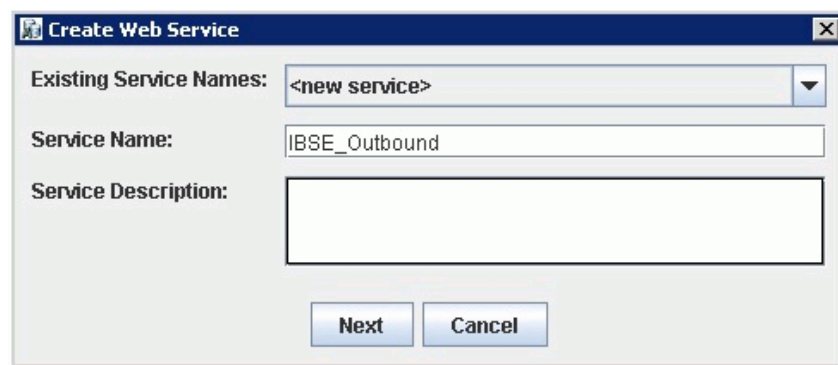 Create Web Service
Existing Service Names: <new service>
Service Name: IBSE_Outbound
Service Description:
Next Cancel